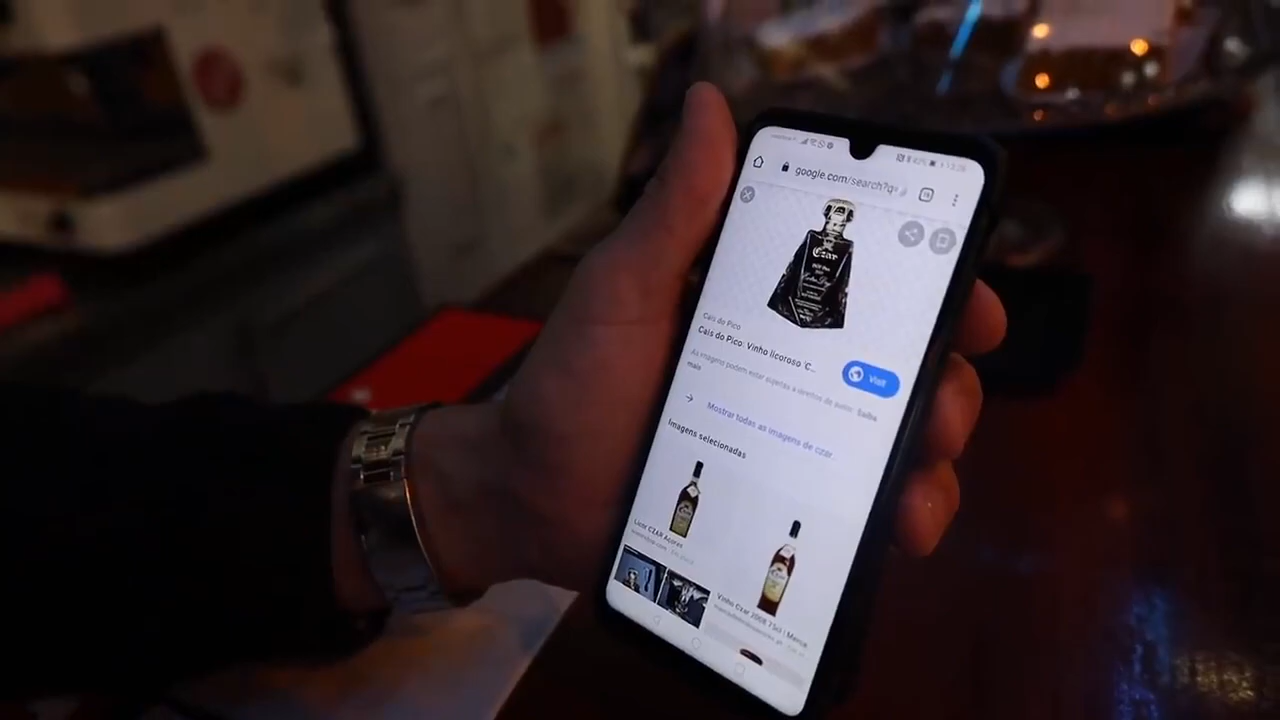 google.com/search?q=
Czar
Cais do Pico
Cais do Pico: Vinho licoroso 'C...
Visit
As imagens podem estar sujeitas a direitos de autor. Saiba
mais
Mostrar todas as imagens de czar...
Imagens selecionadas
Licor CZAR Açores
Vinho Czar 2008 75cl | Merca